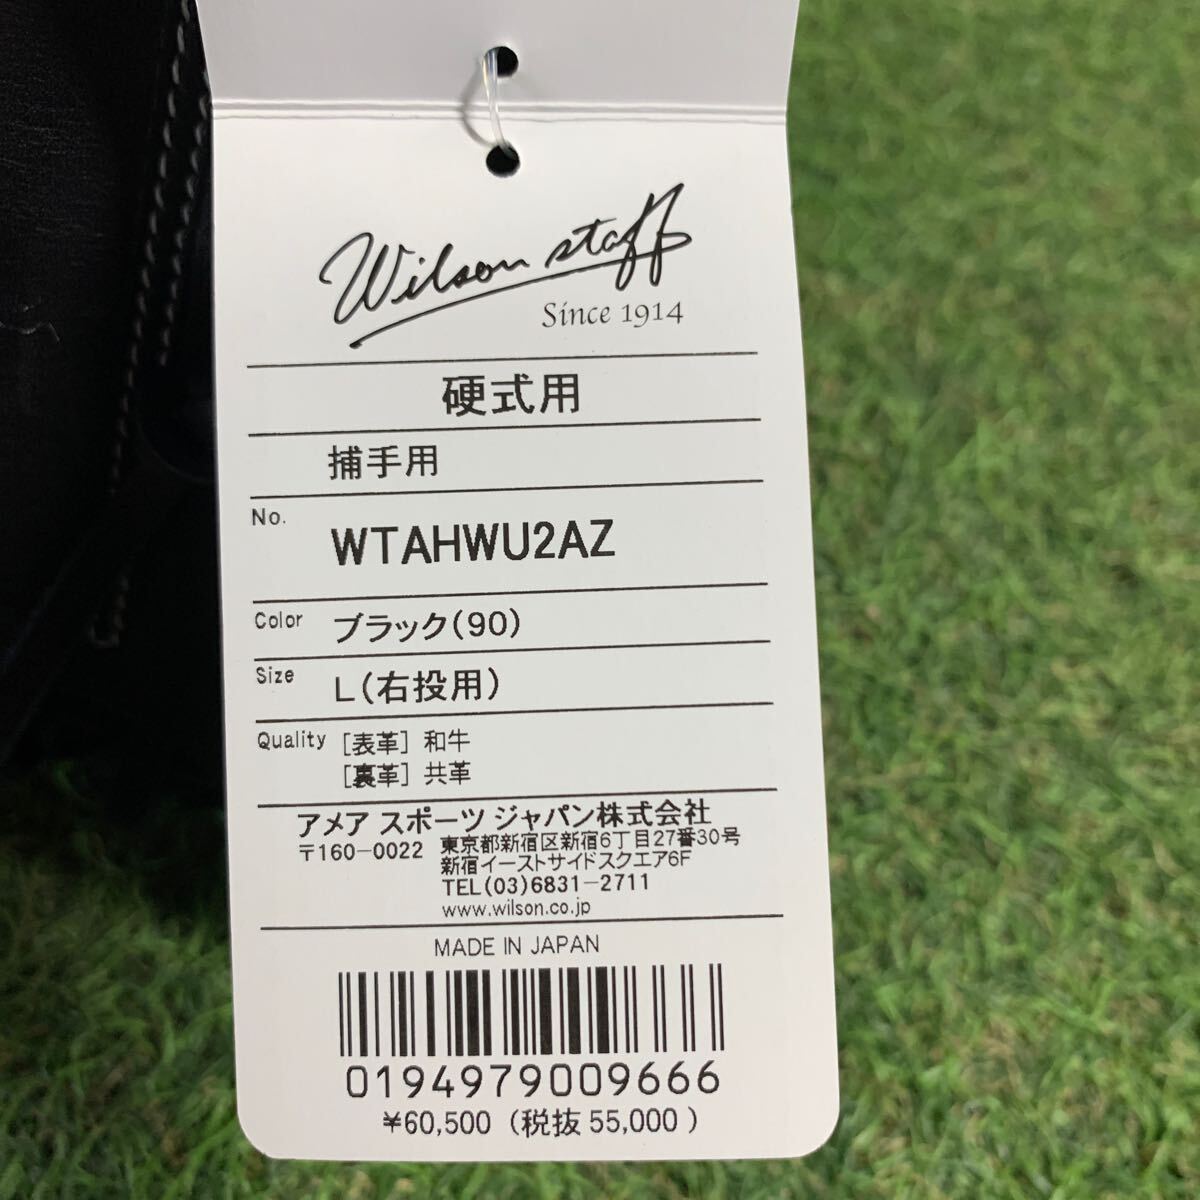 Wilson staff
Since 1914
硬式用
捕手用
No. WTAHWU2AZ
Color ブラック(90)
Size L(右投用)
Quality [表革] 和牛
[裏革] 共革
アメア スポーツ ジャパン株式会社
〒160-0022 東京都新宿区新宿6丁目27番30号
新宿イーストサイドスクエア6F
TEL(03)6831-2711
www.wilson.co.jp
MADE IN JAPAN
0194979009666
¥60,500 (税抜 55,000 )